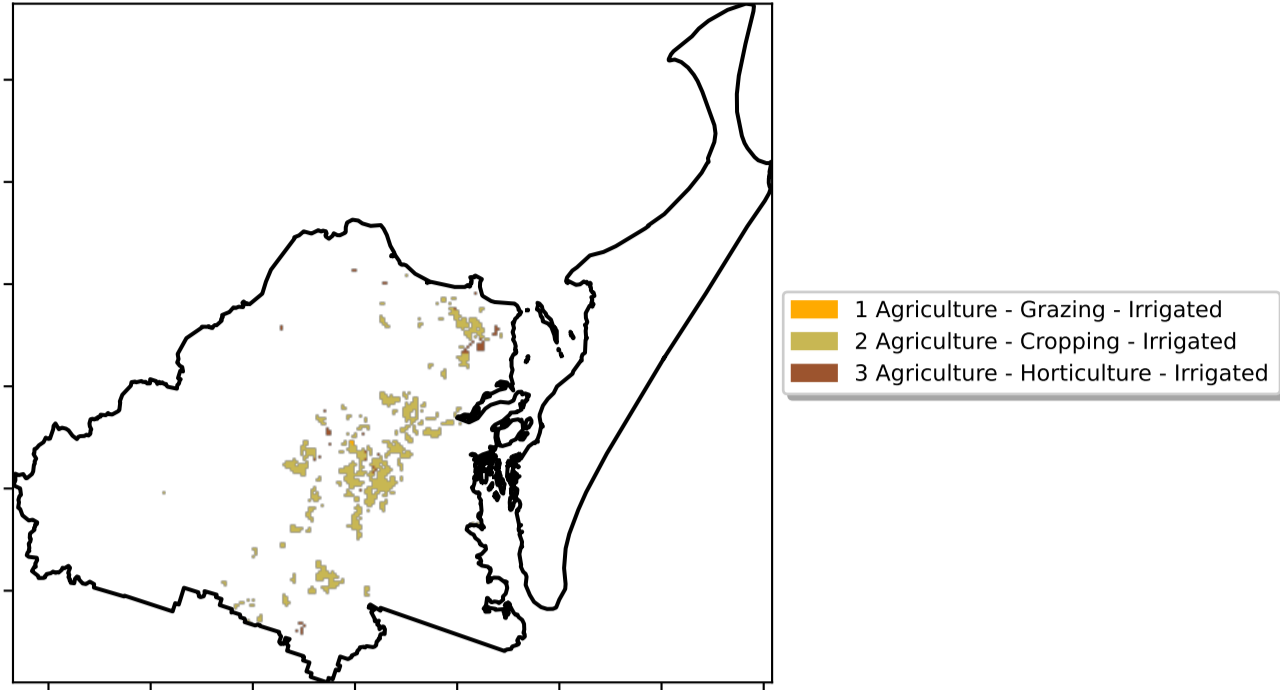 1 Agriculture - Grazing - Irrigated
2 Agriculture - Cropping - Irrigated
3 Agriculture - Horticulture - Irrigated